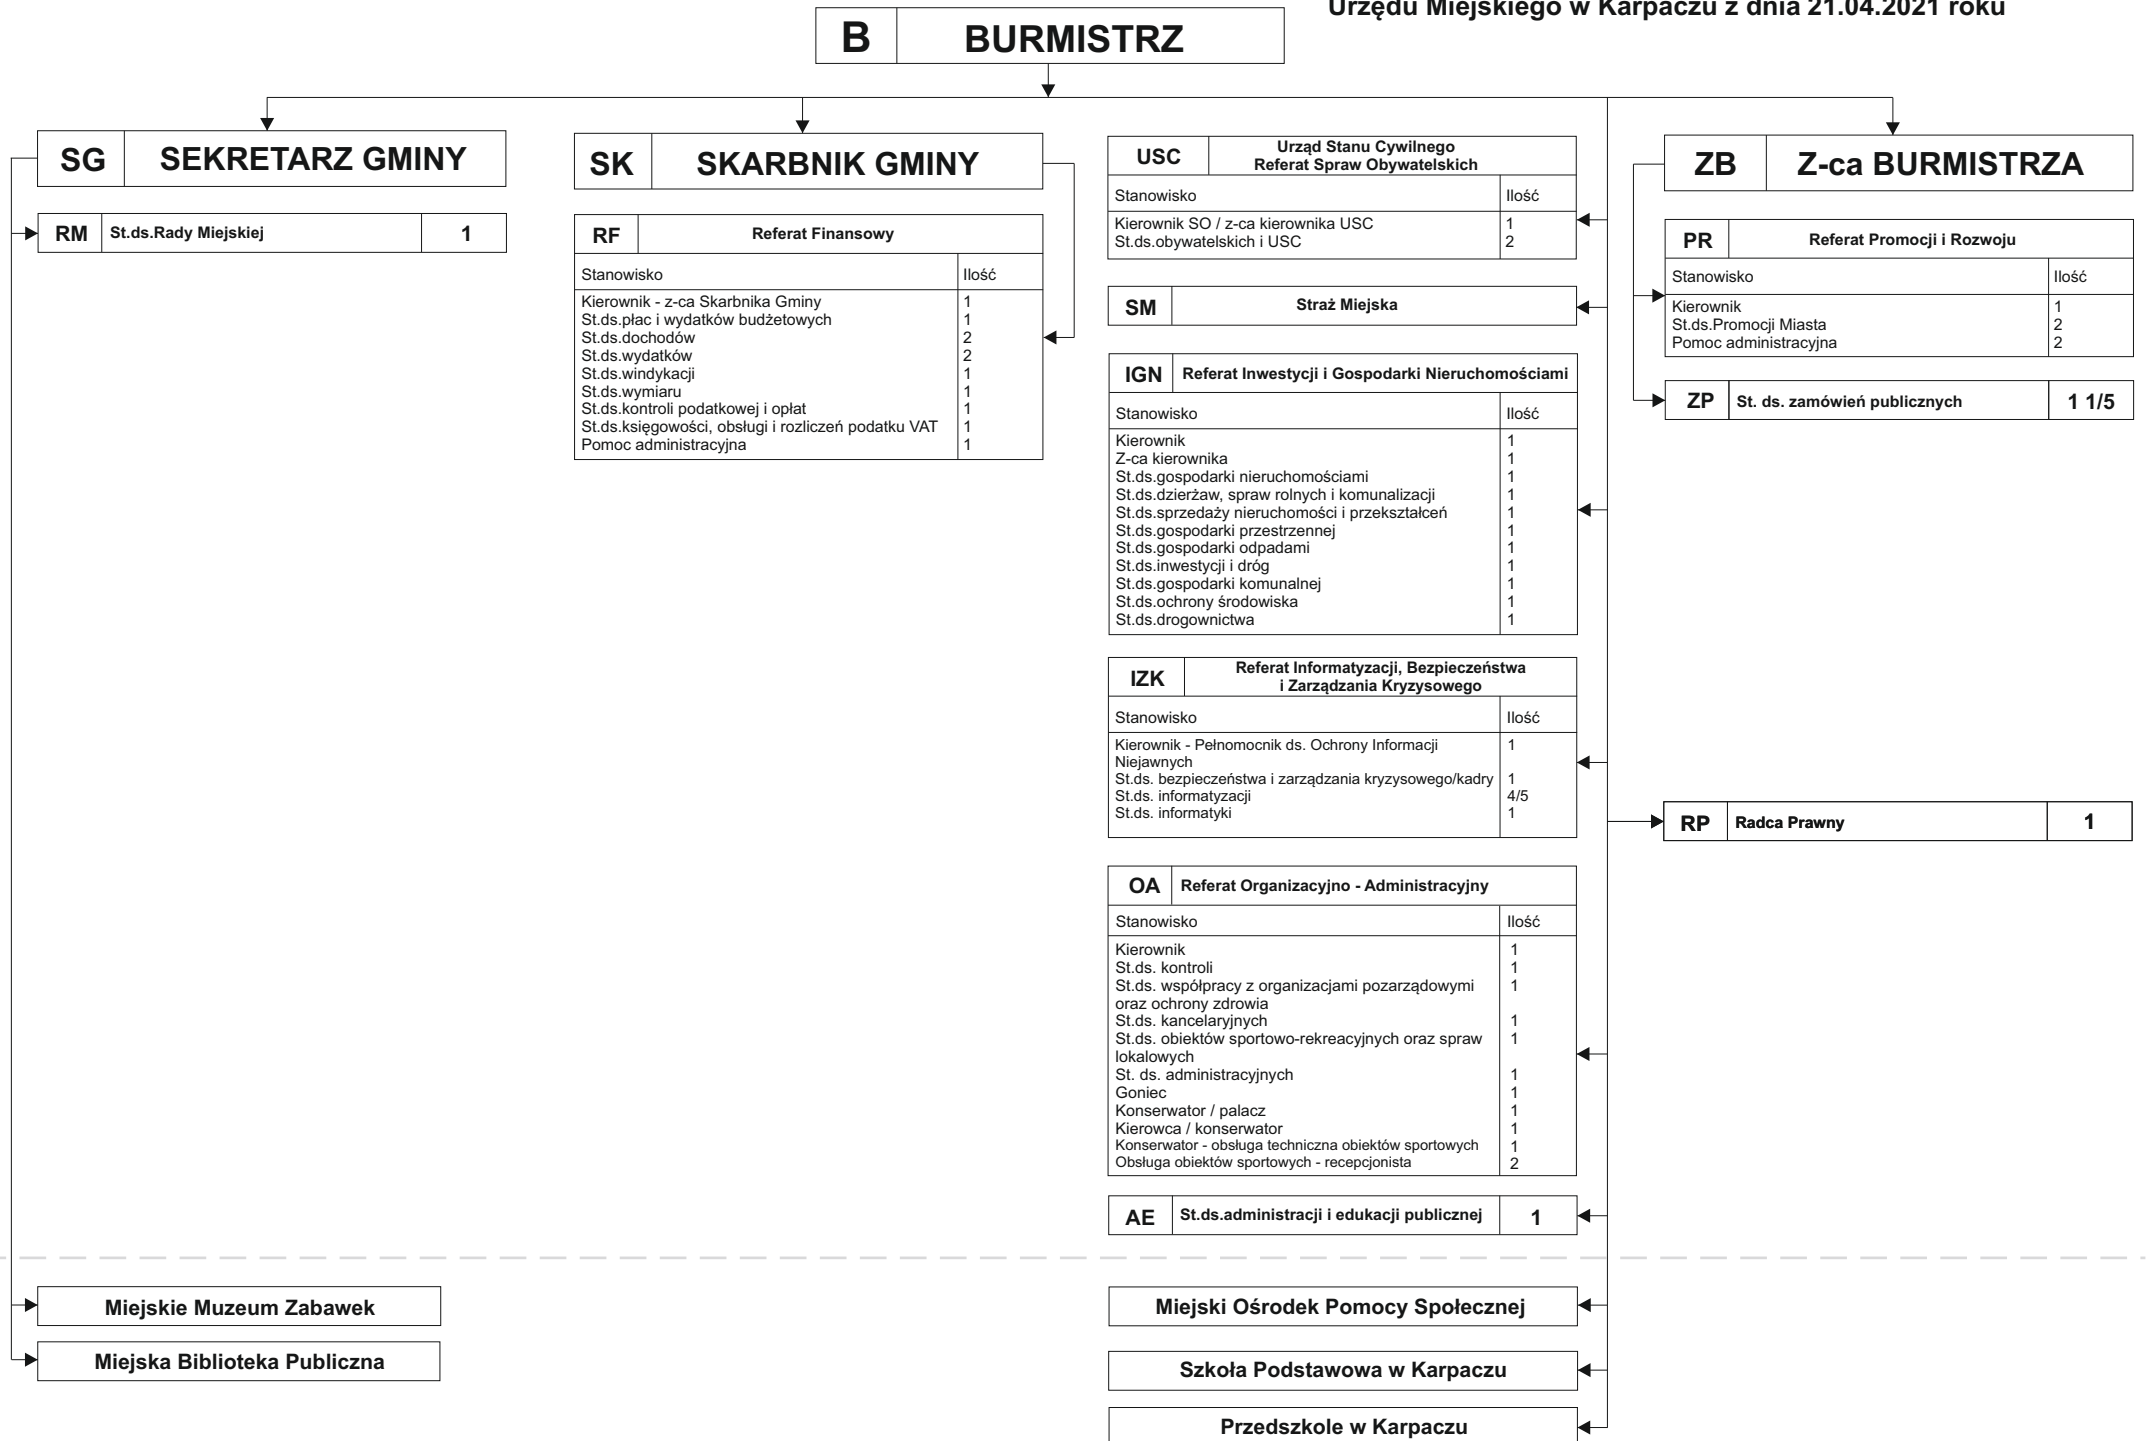 Urzędu Miejskiego w Karpaczu z dnia 21.04.2021 roku
B BURMISTRZ
SG SEKRETARZ GMINY
RM St.ds.Rady Miejskiej 1
SK SKARBNIK GMINY
RF Referat Finansowy
Stanowisko Ilość
Kierownik - z-ca Skarbnika Gminy 1
St.ds.płac i wydatków budżetowych 1
St.ds.dochodów 2
St.ds.wydatków 2
St.ds.windykacji 1
St.ds.wymiaru 1
St.ds.kontroli podatkowej i opłat 1
St.ds.księgowości, obsługi i rozliczeń podatku VAT 1
Pomoc administracyjna 1
USC Urząd Stanu Cywilnego
Referat Spraw Obywatelskich
Stanowisko Ilość
Kierownik SO / z-ca kierownika USC 1
St.ds.obywatelskich i USC 2
SM Straż Miejska
IGN Referat Inwestycji i Gospodarki Nieruchomościami
Stanowisko Ilość
Kierownik 1
Z-ca kierownika 1
St.ds.gospodarki nieruchomościami 1
St.ds.dzierżaw, spraw rolnych i komunalizacji 1
St.ds.sprzedaży nieruchomości i przekształceń 1
St.ds.gospodarki przestrzennej 1
St.ds.gospodarki odpadami 1
St.ds.inwestycji i dróg 1
St.ds.gospodarki komunalnej 1
St.ds.ochrony środowiska 1
St.ds.drogownictwa 1
IZK Referat Informatyzacji, Bezpieczeństwa
i Zarządzania Kryzysowego
Stanowisko Ilość
Kierownik - Pełnomocnik ds. Ochrony Informacji 1
Niejawnych
St.ds. bezpieczeństwa i zarządzania kryzysowego/kadry 1
St.ds. informatyzacji 4/5
St.ds. informatyki 1
OA Referat Organizacyjno - Administracyjny
Stanowisko Ilość
Kierownik 1
St.ds. kontroli 1
St.ds. współpracy z organizacjami pozarządowymi 1
oraz ochrony zdrowia
St.ds. kancelaryjnych 1
St.ds. obiektów sportowo-rekreacyjnych oraz spraw 1
lokalowych
St. ds. administracyjnych 1
Goniec 1
Konserwator / palacz 1
Kierowca / konserwator 1
Konserwator - obsługa techniczna obiektów sportowych 1
Obsługa obiektów sportowych - recepcjonista 2
AE St.ds.administracji i edukacji publicznej 1
ZB Z-ca BURMISTRZA
PR Referat Promocji i Rozwoju
Stanowisko Ilość
Kierownik 1
St.ds.Promocji Miasta 2
Pomoc administracyjna 2
ZP St. ds. zamówień publicznych 1 1/5
RP Radca Prawny 1
Miejskie Muzeum Zabawek
Miejska Biblioteka Publiczna
Miejski Ośrodek Pomocy Społecznej
Szkoła Podstawowa w Karpaczu
Przedszkole w Karpaczu